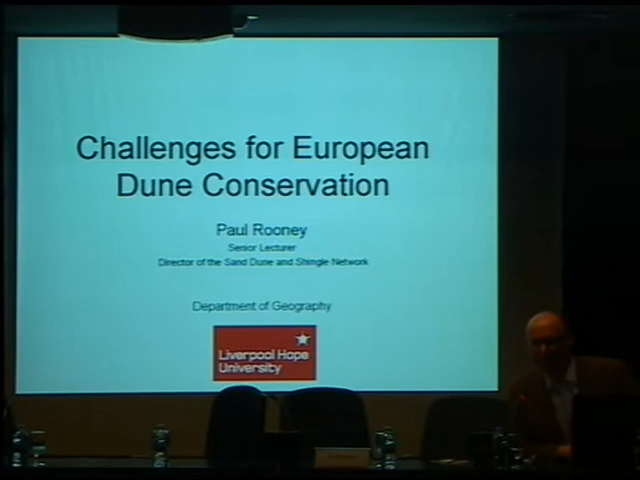 Challenges for European
Dune Conservation
Paul Rooney
Senior Lecturer
Director of the Sand Dune and Shingle Network
Department of Geography
Liverpool Hope
University